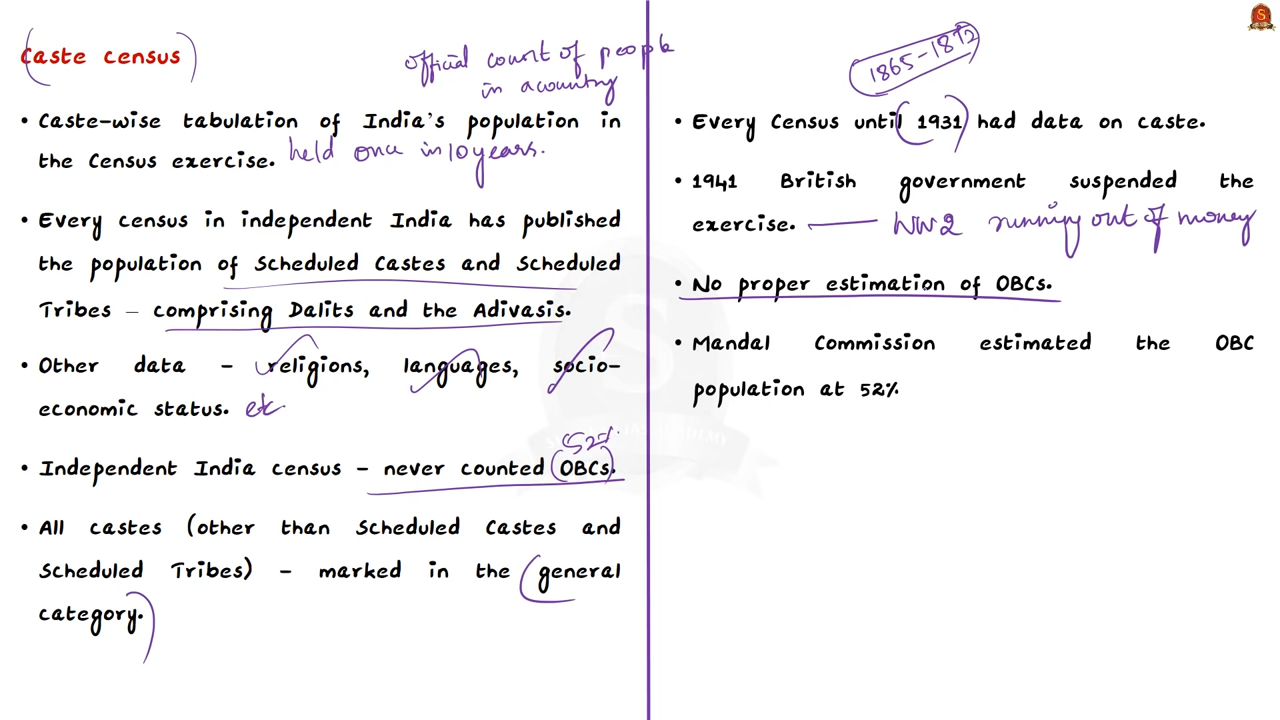 Caste census
official count of people
in a country
• Caste-wise tabulation of India's population in
the Census exercise. held once in 10 years.
• Every census in independent India has published
the population of Scheduled Castes and Scheduled
Tribes – comprising Dalits and the Adivasis.
• Other data - religions, languages, socio-
economic status. etc.
52%
• Independent India census - never counted OBCs.
• All castes (other than Scheduled Castes and
Scheduled Tribes) - marked in the general
category.
1865-1872
• Every Census until 1931 had data on caste.
• 1941 British government suspended the
exercise. WW2 running out of money
• No proper estimation of OBCs.
• Mandal Commission estimated the OBC
population at 52%